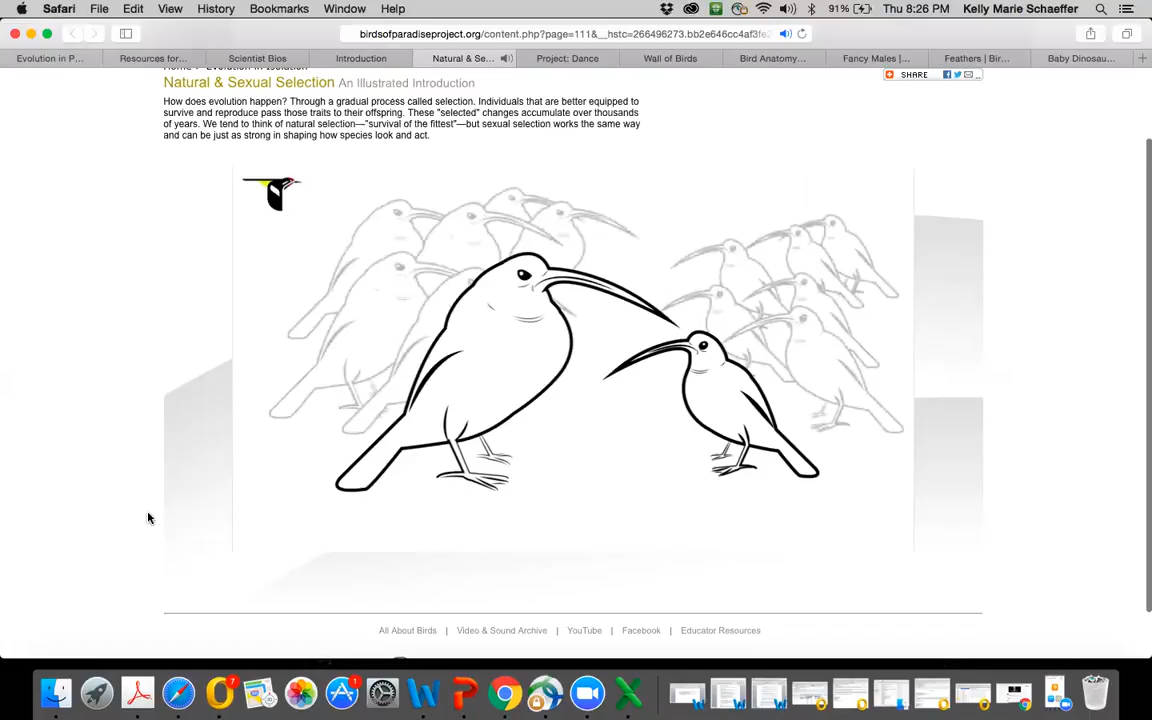 Safari File Edit View History Bookmarks Window Help 91% Thu 8:26 PM Kelly Marie Schaeffer
birdsofparadiseproject.org/content.php?page=111&__hstc=266496273.bb2e646cc4af3fe2
Evolution in P... Resources for... Scientist Bios Introduction Natural & Se... Project: Dance Wall of Birds Bird Anatomy... Fancy Males |... Feathers | Bir... Baby Dinosau...
Natural & Sexual Selection An Illustrated Introduction
SHARE
How does evolution happen? Through a gradual process called selection. Individuals that are better equipped to
survive and reproduce pass those traits to their offspring. These "selected" changes accumulate over thousands
of years. We tend to think of natural selection—"survival of the fittest"—but sexual selection works the same way
and can be just as strong in shaping how species look and act.
All About Birds | Video & Sound Archive | YouTube | Facebook | Educator Resources
7
1